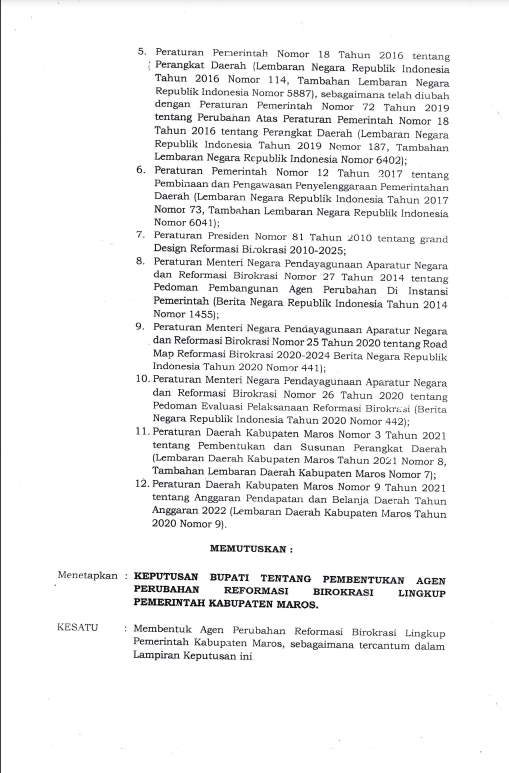 5. Peraturan Pemerintah Nomor 18 Tahun 2016 tentang
Perangkat Daerah (Lembaran Negara Republik Indonesia
Tahun 2016 Nomor 114, Tambahan Lembaran Negara
Republik Indonesia Nomor 5887), sebagaimana telah diubah
dengan Peraturan Pemerintah Nomor 72 Tahun 2019
tentang Perubahan Atas Peraturan Pemerintah Nomor 18
Tahun 2016 tentang Perangkat Daerah (Lembaran Negara
Republik Indonesia Tahun 2019 Nomor 187, Tambahan
Lembaran Negara Republik Indonesia Nomor 6402);
6. Peraturan Pemerintah Nomor 12 Tahun 2017 tentang
Pembinaan dan Pengawasan Penyelenggaraan Pemerintahan
Daerah (Lembaran Negara Republik Indonesia Tahun 2017
Nomor 73, Tambahan Lembaran Negara Republik Indonesia
Nomor 6041);
7. Peraturan Presiden Nomor 81 Tahun 2010 tentang grand
Design Reformasi Birokrasi 2010-2025;
8. Peraturan Menteri Negara Pendayagunaan Aparatur Negara
dan Reformasi Birokrasi Nomor 27 Tahun 2014 tentang
Pedoman Pembangunan Agen Perubahan Di Instansi
Pemerintah (Berita Negara Republik Indonesia Tahun 2014
Nomor 1455);
9. Peraturan Menteri Negara Pendayagunaan Aparatur Negara
dan Reformasi Birokrasi Nomor 25 Tahun 2020 tentang Road
Map Reformasi Birokrasi 2020-2024 Berita Negara Republik
Indonesia Tahun 2020 Nomor 441);
10. Peraturan Menteri Negara Pendayagunaan Aparatur Negara
dan Reformasi Birokrasi Nomor 26 Tahun 2020 tentang
Pedoman Evaluasi Pelaksanaan Reformasi Birokrasi (Berita
Negara Republik Indonesia Tahun 2020 Nomor 442);
11. Peraturan Daerah Kabupaten Maros Nomor 3 Tahun 2021
tentang Pembentukan dan Susunan Perangkat Daerah
(Lembaran Daerah Kabupaten Maros Tahun 2021 Nomor 8,
Tambahan Lembaran Daerah Kabupaten Maros Nomor 7);
12. Peraturan Daerah Kabupaten Maros Nomor 9 Tahun 2021
tentang Anggaran Pendapatan dan Belanja Daerah Tahun
Anggaran 2022 (Lembaran Daerah Kabupaten Maros Tahun
2020 Nomor 9).
MEMUTUSKAN :
Menetapkan : KEPUTUSAN BUPATI TENTANG PEMBENTUKAN AGEN
PERUBAHAN REFORMASI BIROKRASI LINGKUP
PEMERINTAH KABUPATEN MAROS.
KESATU : Membentuk Agen Perubahan Reformasi Birokrasi Lingkup
Pemerintah Kabupaten Maros, sebagaimana tercantum dalam
Lampiran Keputusan ini